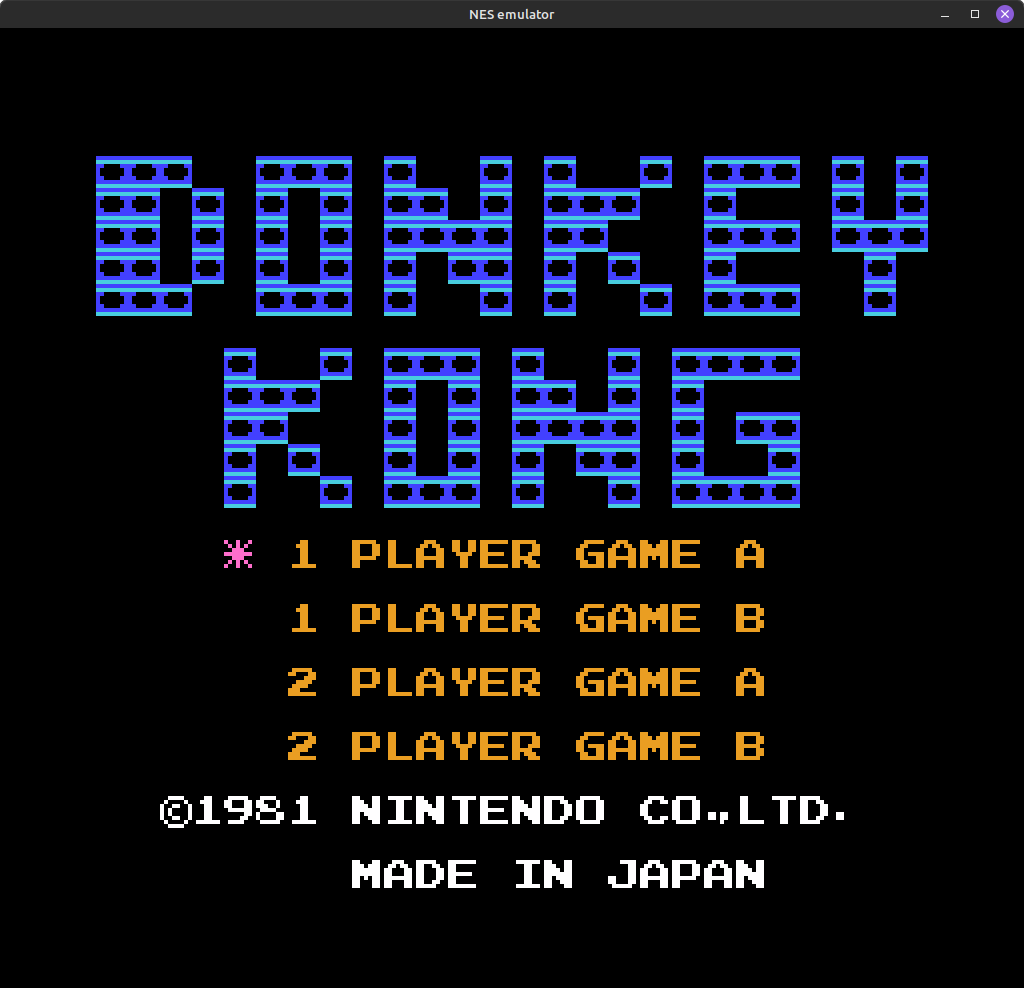 NES emulator
DONKEY
KONG
* 1 PLAYER GAME A
1 PLAYER GAME B
2 PLAYER GAME A
2 PLAYER GAME B
©1981 NINTENDO CO.,LTD.
MADE IN JAPAN